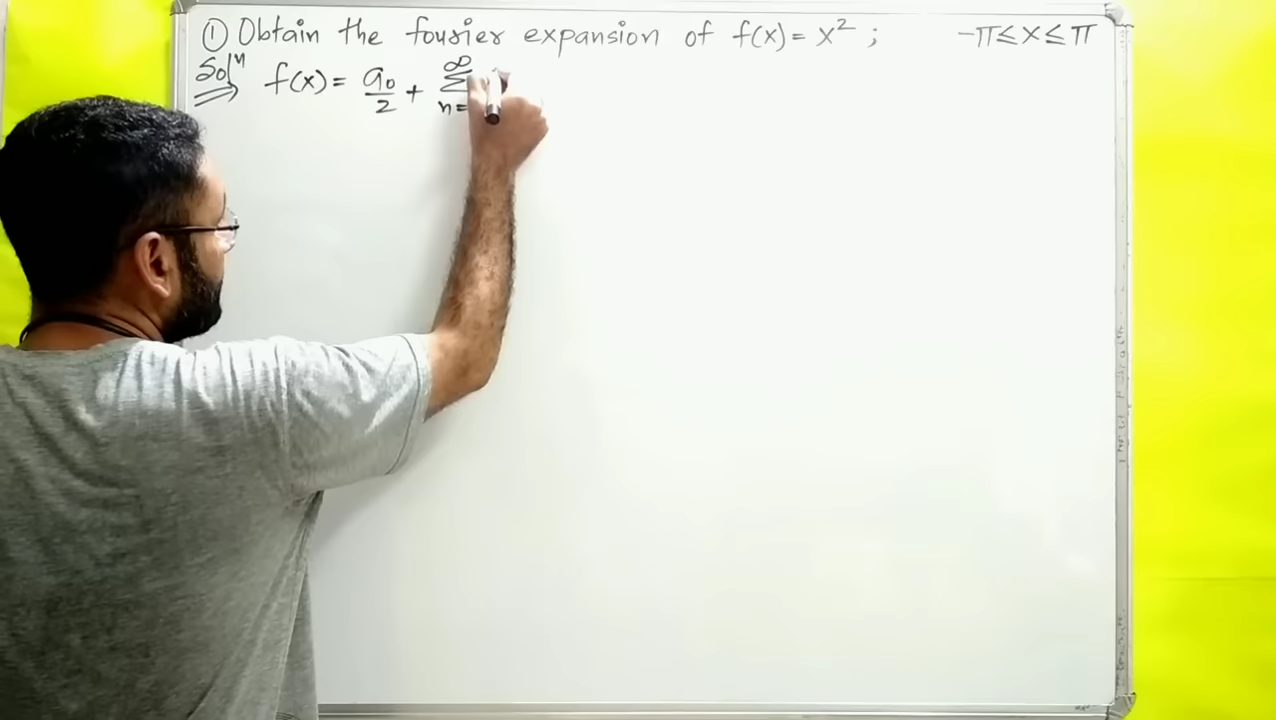 ① Obtain the fourier expansion of f(x) = x² ; -π≤x≤π
Solⁿ f(x) = a₀/2 + ∞ Σ n=